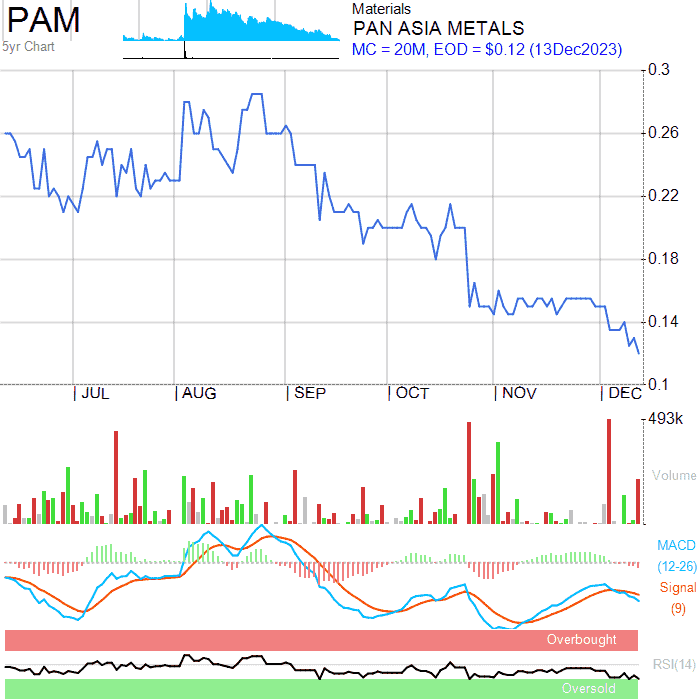 PAM
5yr Chart
Materials
PAN ASIA METALS
MC = 20M, EOD = $0.12 (13Dec2023)
0.3
0.26
0.22
0.18
0.14
0.1
JUL AUG SEP OCT NOV DEC
493k
Volume
MACD
(12-26)
Signal
(9)
Overbought
RSI(14)
Oversold